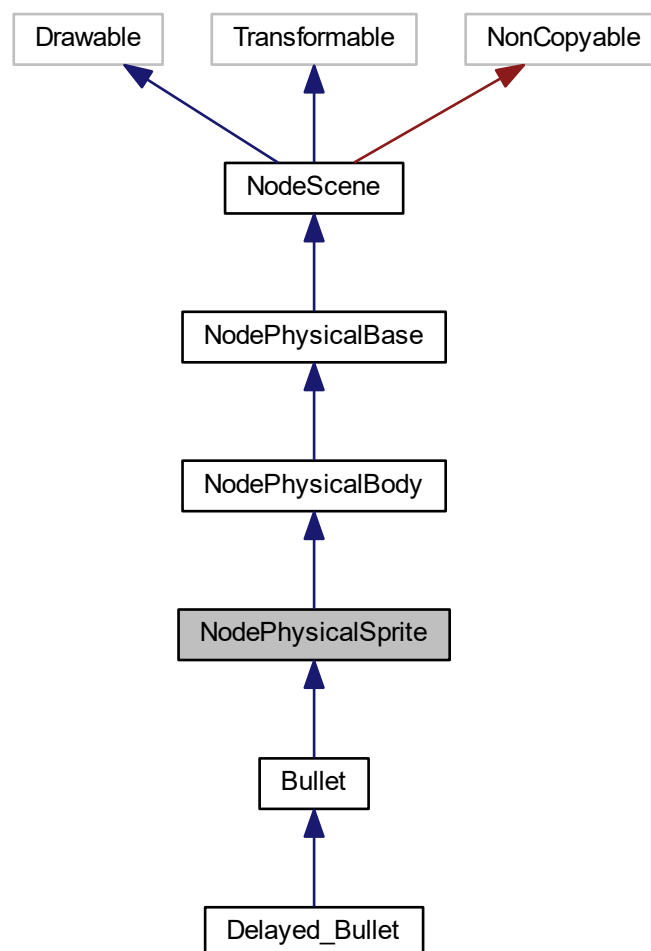 Drawable
Transformable
NonCopyable
NodeScene
NodePhysicalBase
NodePhysicalBody
NodePhysicalSprite
Bullet
Delayed_Bullet